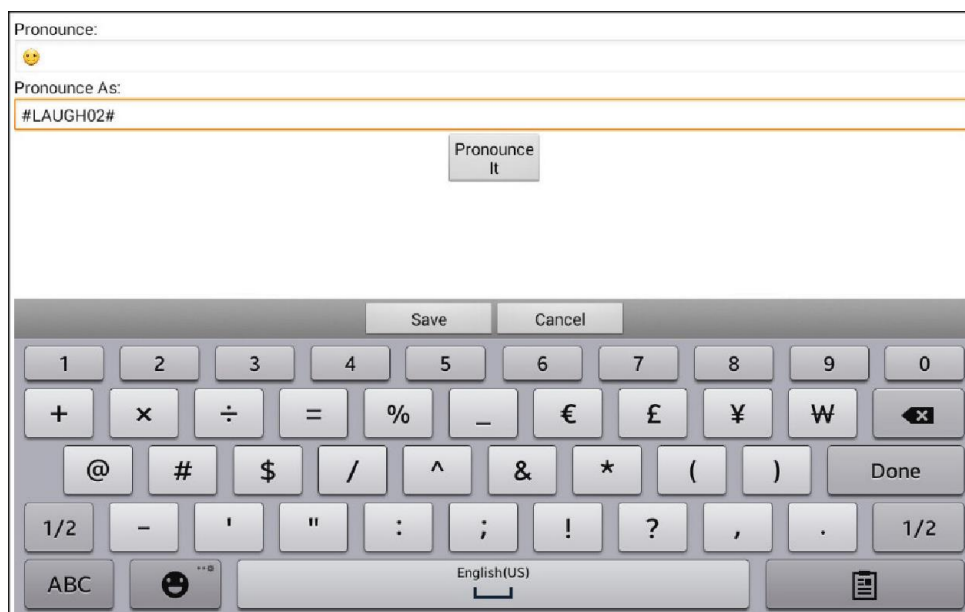 Pronounce:
🙂
Pronounce As:
#LAUGH02#
Pronounce
It
Save Cancel
1 2 3 4 5 6 7 8 9 0
+ × ÷ = % _ € £ ¥ ₩
@ # $ / ^ & * ( ) Done
1/2 - ' " : ; ! ? , . 1/2
ABC English(US)